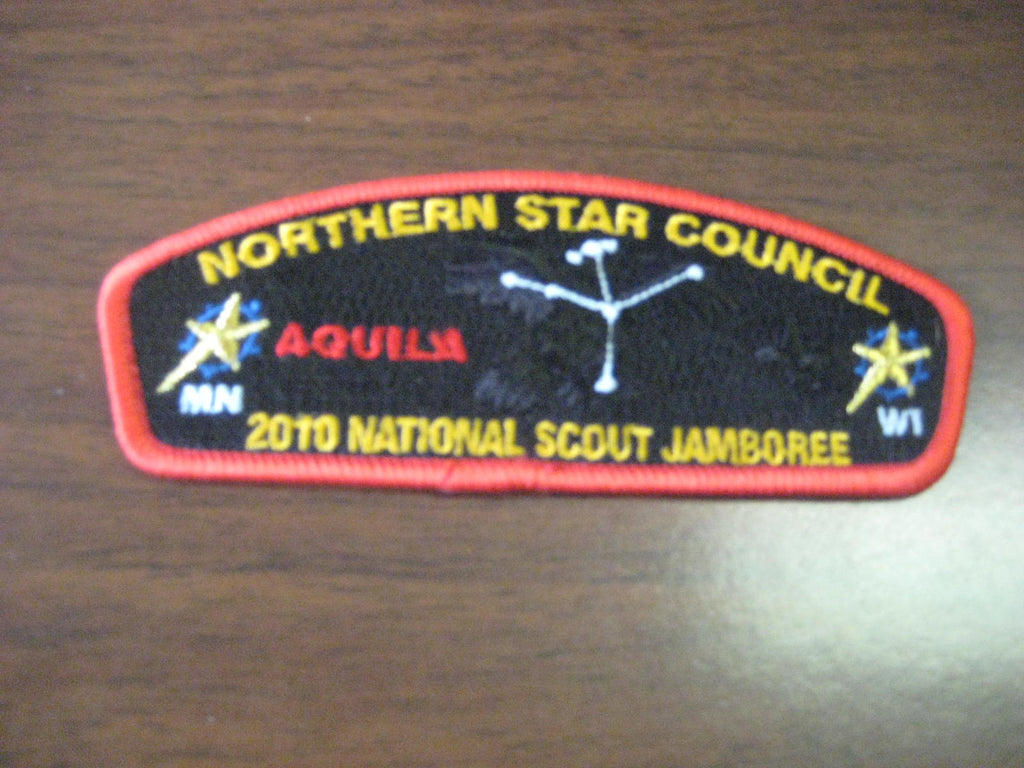 NORTHERN STAR COUNCIL
AQUILA
MN
WI
2010 NATIONAL SCOUT JAMBOREE